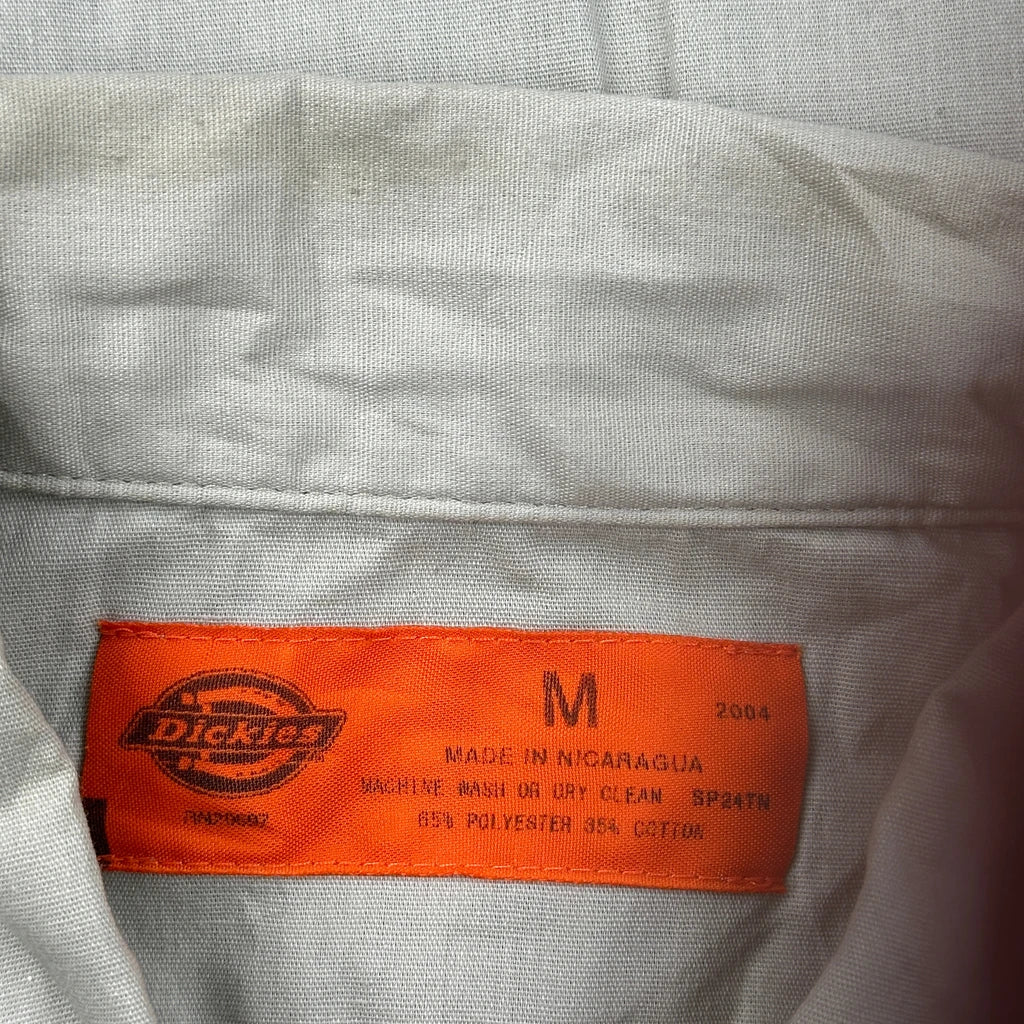 Dickies
M
2004
MADE IN NICARAGUA
MACHINE WASH OR DRY CLEAN SP24TN
65% POLYESTER 35% COTTON